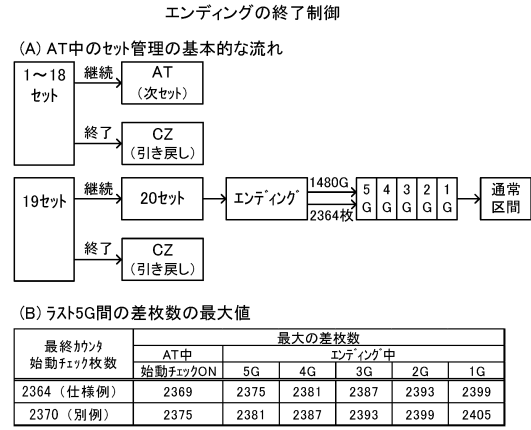 エンディングの終了制御
(A) AT中のセット管理の基本的な流れ
1～18
セット
継続
AT
(次セット)
終了
CZ
(引き戻し)
19セット
継続
20セット
エンディング
1480G
2364枚
5
G
4
G
3
G
2
G
1
G
通常
区間
終了
CZ
(引き戻し)
(B) ラスト5G間の差枚数の最大値
最終カウンタ
始動チェック枚数
最大の差枚数
AT中
エンディング中
始動チェックON 5G 4G 3G 2G 1G
2364 (仕様例) 2369 2375 2381 2387 2393 2399
2370 (別例) 2375 2381 2387 2393 2399 2405